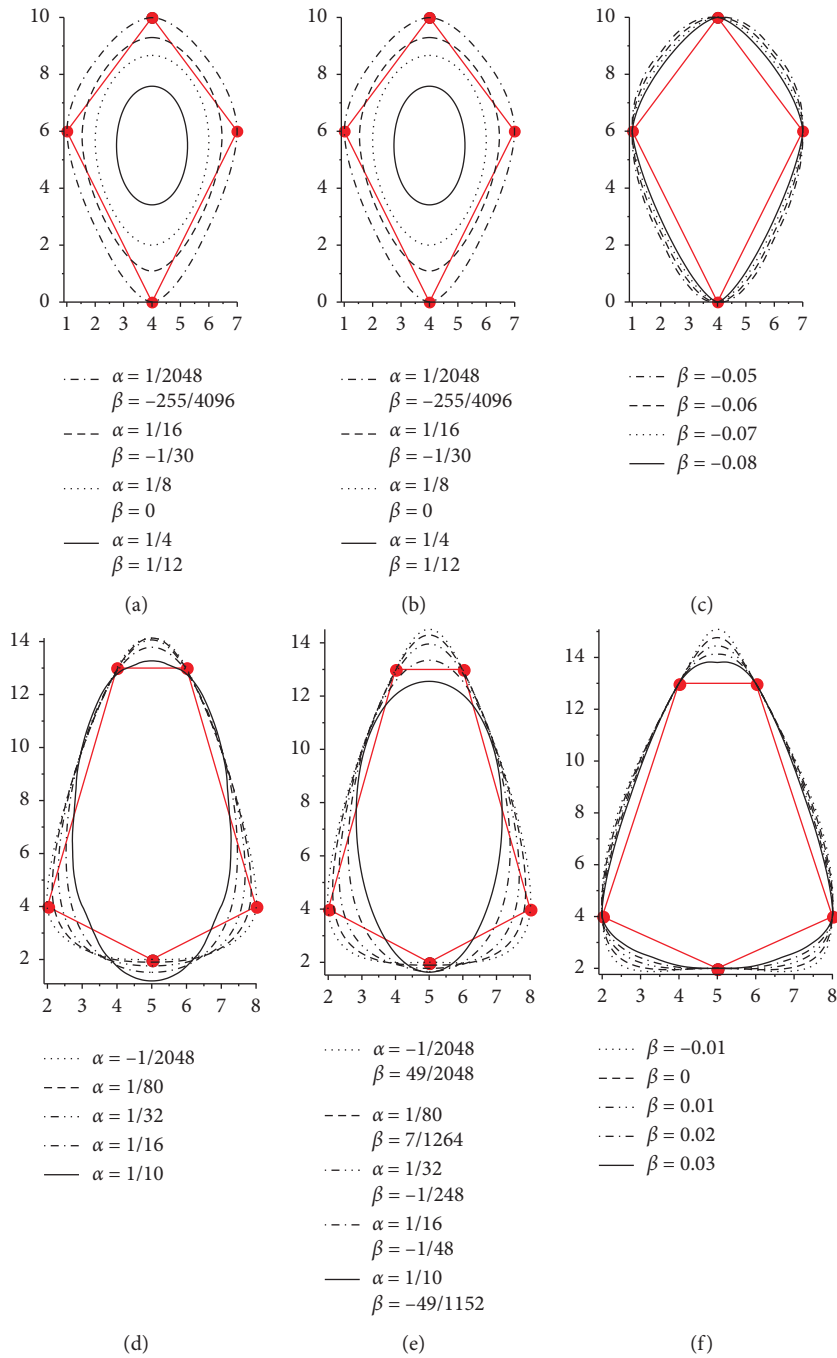 10
8
6
4
2
0
1 2 3 4 5 6 7
α = 1/2048
β = –255/4096
α = 1/16
β = –1/30
α = 1/8
β = 0
α = 1/4
β = 1/12
(a)
10
8
6
4
2
0
1 2 3 4 5 6 7
α = 1/2048
β = –255/4096
α = 1/16
β = –1/30
α = 1/8
β = 0
α = 1/4
β = 1/12
(b)
10
8
6
4
2
0
1 2 3 4 5 6 7
β = –0.05
β = –0.06
β = –0.07
β = –0.08
(c)
14
12
10
8
6
4
2
2 3 4 5 6 7 8
α = –1/2048
α = 1/80
α = 1/32
α = 1/16
α = 1/10
(d)
14
12
10
8
6
4
2
2 3 4 5 6 7 8
α = –1/2048
β = 49/2048
α = 1/80
β = 7/1264
α = 1/32
β = –1/248
α = 1/16
β = –1/48
α = 1/10
β = –49/1152
(e)
14
12
10
8
6
4
2
2 3 4 5 6 7 8
β = –0.01
β = 0
β = 0.01
β = 0.02
β = 0.03
(f)